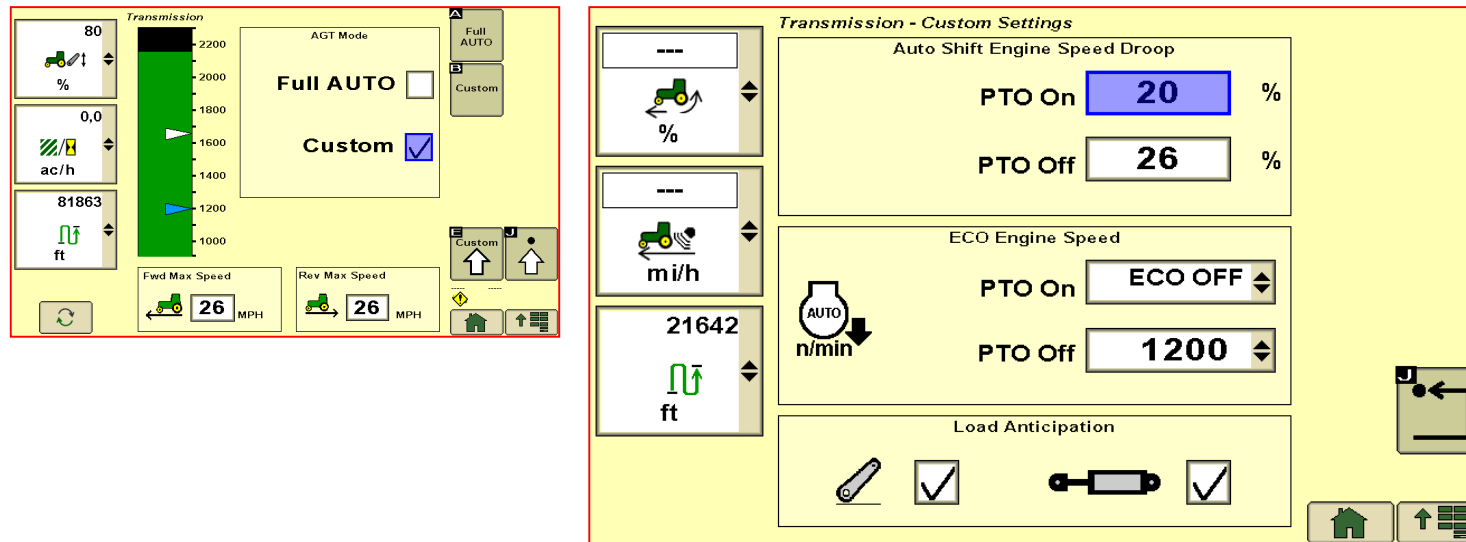 Transmission
80
%
0,0
ac/h
81863
ft
2200
2000
1800
1600
1400
1200
1000
AGT Mode
Full AUTO
Custom
Fwd Max Speed
26 MPH
Rev Max Speed
26 MPH
A
Full
AUTO
B
Custom
E
Custom
J
----- -----
Transmission - Custom Settings
---
%
---
mi/h
21642
ft
Auto Shift Engine Speed Droop
PTO On 20 %
PTO Off 26 %
ECO Engine Speed
AUTO
n/min
PTO On ECO OFF
PTO Off 1200
Load Anticipation
J